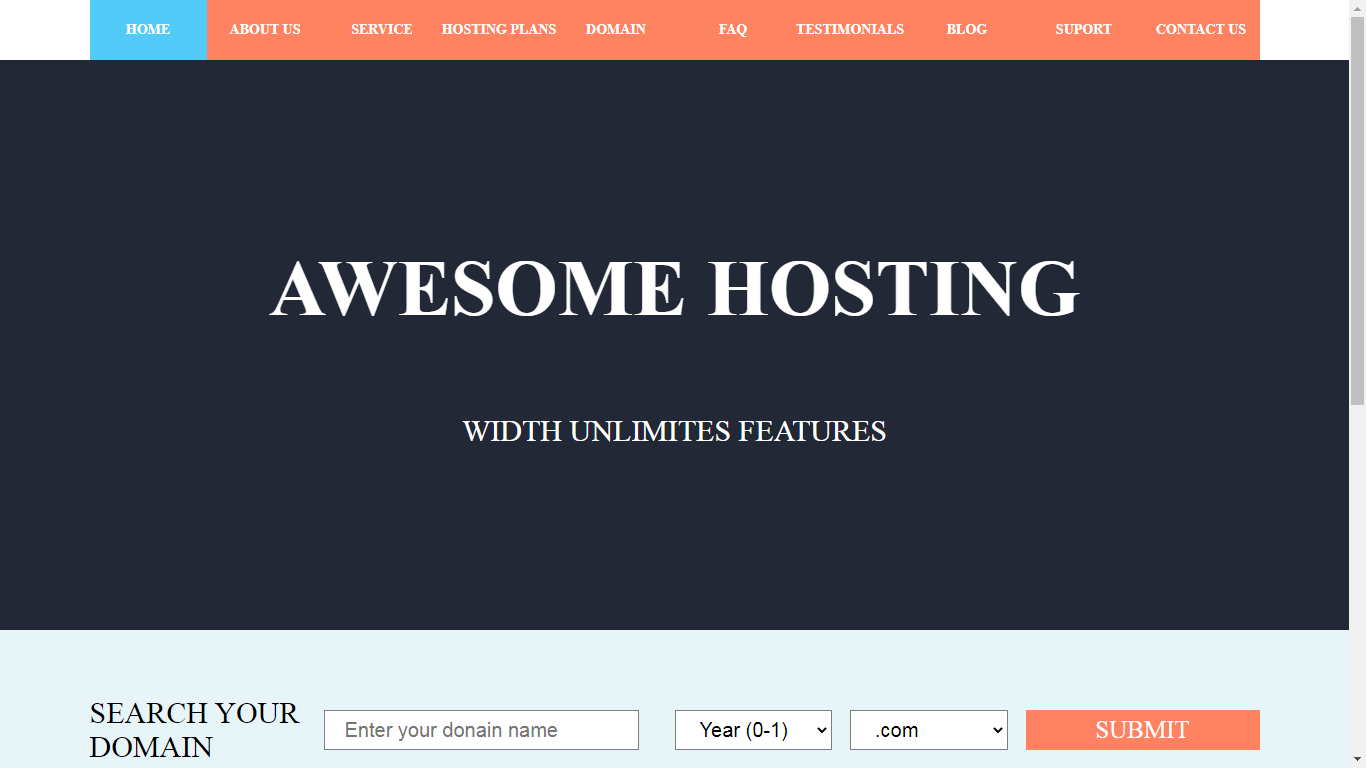 HOME ABOUT US SERVICE HOSTING PLANS DOMAIN FAQ TESTIMONIALS BLOG SUPORT CONTACT US
AWESOME HOSTING
WIDTH UNLIMITES FEATURES
SEARCH YOUR
DOMAIN
Enter your domain name Year (0-1) .com SUBMIT